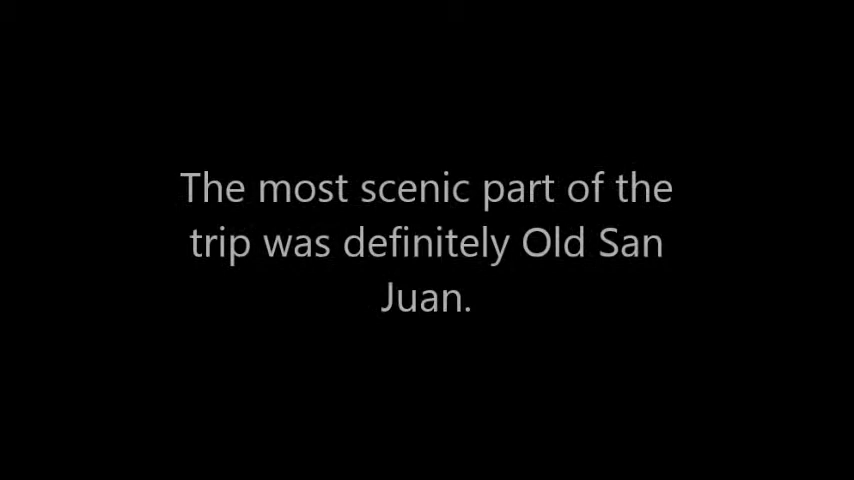 The most scenic part of the
trip was definitely Old San
Juan.